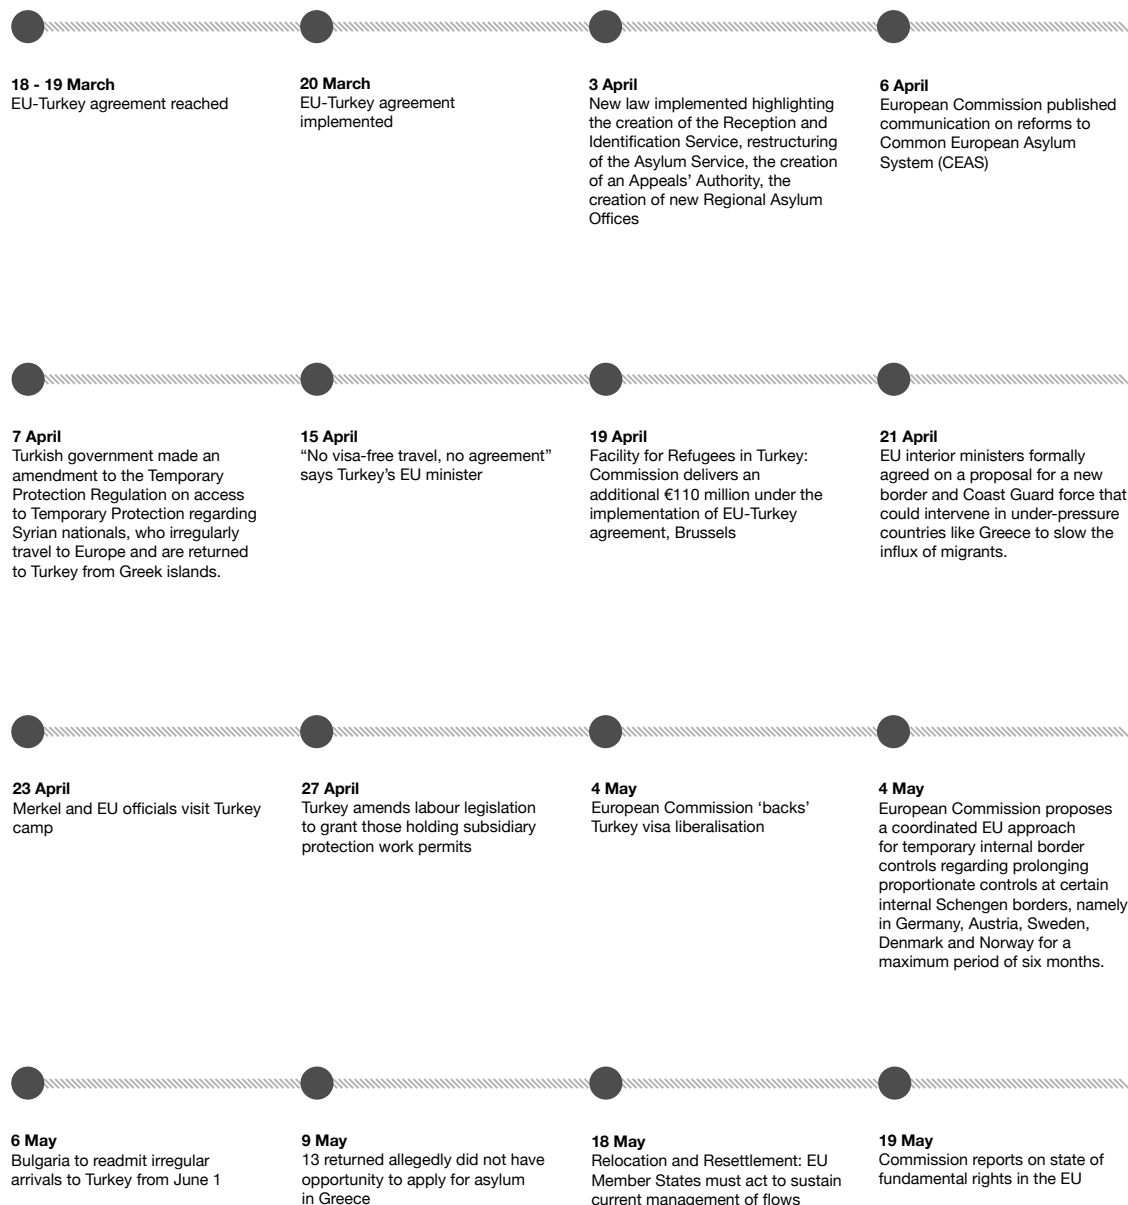 18 - 19 March
EU-Turkey agreement reached
20 March
EU-Turkey agreement
implemented
3 April
New law implemented highlighting
the creation of the Reception and
Identification Service, restructuring
of the Asylum Service, the creation
of an Appeals’ Authority, the
creation of new Regional Asylum
Offices
6 April
European Commission published
communication on reforms to
Common European Asylum
System (CEAS)
7 April
Turkish government made an
amendment to the Temporary
Protection Regulation on access
to Temporary Protection regarding
Syrian nationals, who irregularly
travel to Europe and are returned
to Turkey from Greek islands.
15 April
“No visa-free travel, no agreement”
says Turkey’s EU minister
19 April
Facility for Refugees in Turkey:
Commission delivers an
additional €110 million under the
implementation of EU-Turkey
agreement, Brussels
21 April
EU interior ministers formally
agreed on a proposal for a new
border and Coast Guard force that
could intervene in under-pressure
countries like Greece to slow the
influx of migrants.
23 April
Merkel and EU officials visit Turkey
camp
27 April
Turkey amends labour legislation
to grant those holding subsidiary
protection work permits
4 May
European Commission ‘backs’
Turkey visa liberalisation
4 May
European Commission proposes
a coordinated EU approach
for temporary internal border
controls regarding prolonging
proportionate controls at certain
internal Schengen borders, namely
in Germany, Austria, Sweden,
Denmark and Norway for a
maximum period of six months.
6 May
Bulgaria to readmit irregular
arrivals to Turkey from June 1
9 May
13 returned allegedly did not have
opportunity to apply for asylum
in Greece
18 May
Relocation and Resettlement: EU
Member States must act to sustain
current management of flows
19 May
Commission reports on state of
fundamental rights in the EU